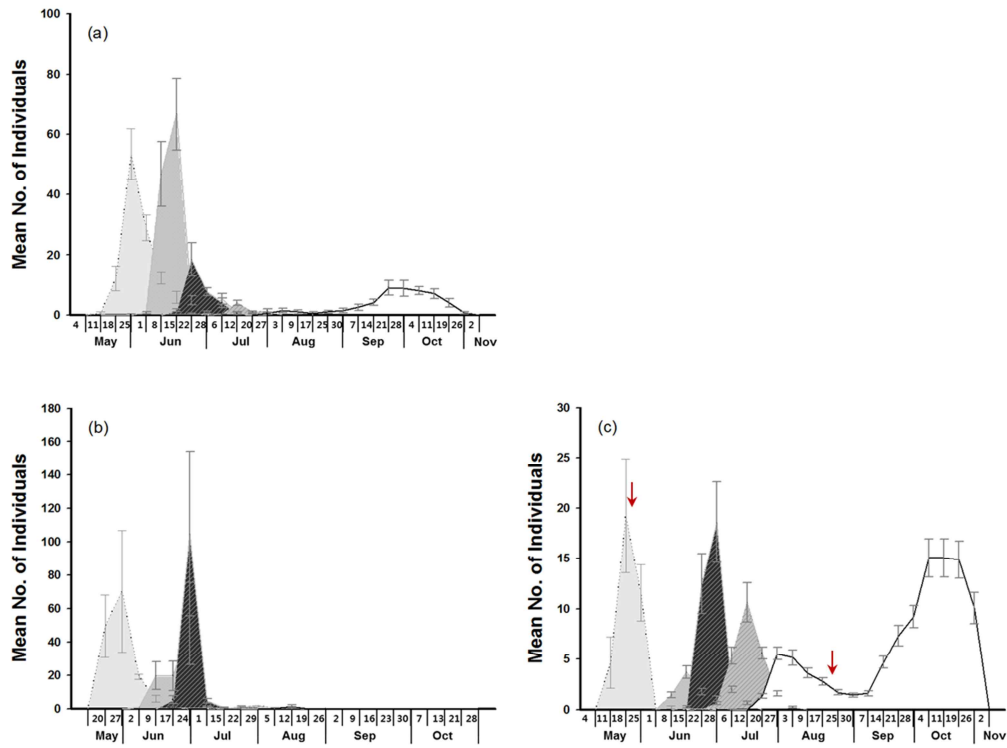 (a)
Mean No. of Individuals
100
80
60
40
20
0
4 11 18 25 1 8 15 22 28 6 12 20 27 3 9 17 25 30 7 14 21 28 4 11 19 26 2
May Jun Jul Aug Sep Oct Nov
(b)
Mean No. of Individuals
180
160
140
120
100
80
60
40
20
0
20 27 2 9 17 24 1 8 15 22 29 5 12 19 26 2 9 16 23 30 7 13 21 28
May Jun Jul Aug Sep Oct Nov
(c)
Mean No. of Individuals
30
25
20
15
10
5
0
4 11 18 25 1 8 15 22 28 6 12 20 27 3 9 17 25 30 7 14 21 28 4 11 19 26 2
May Jun Jul Aug Sep Oct Nov